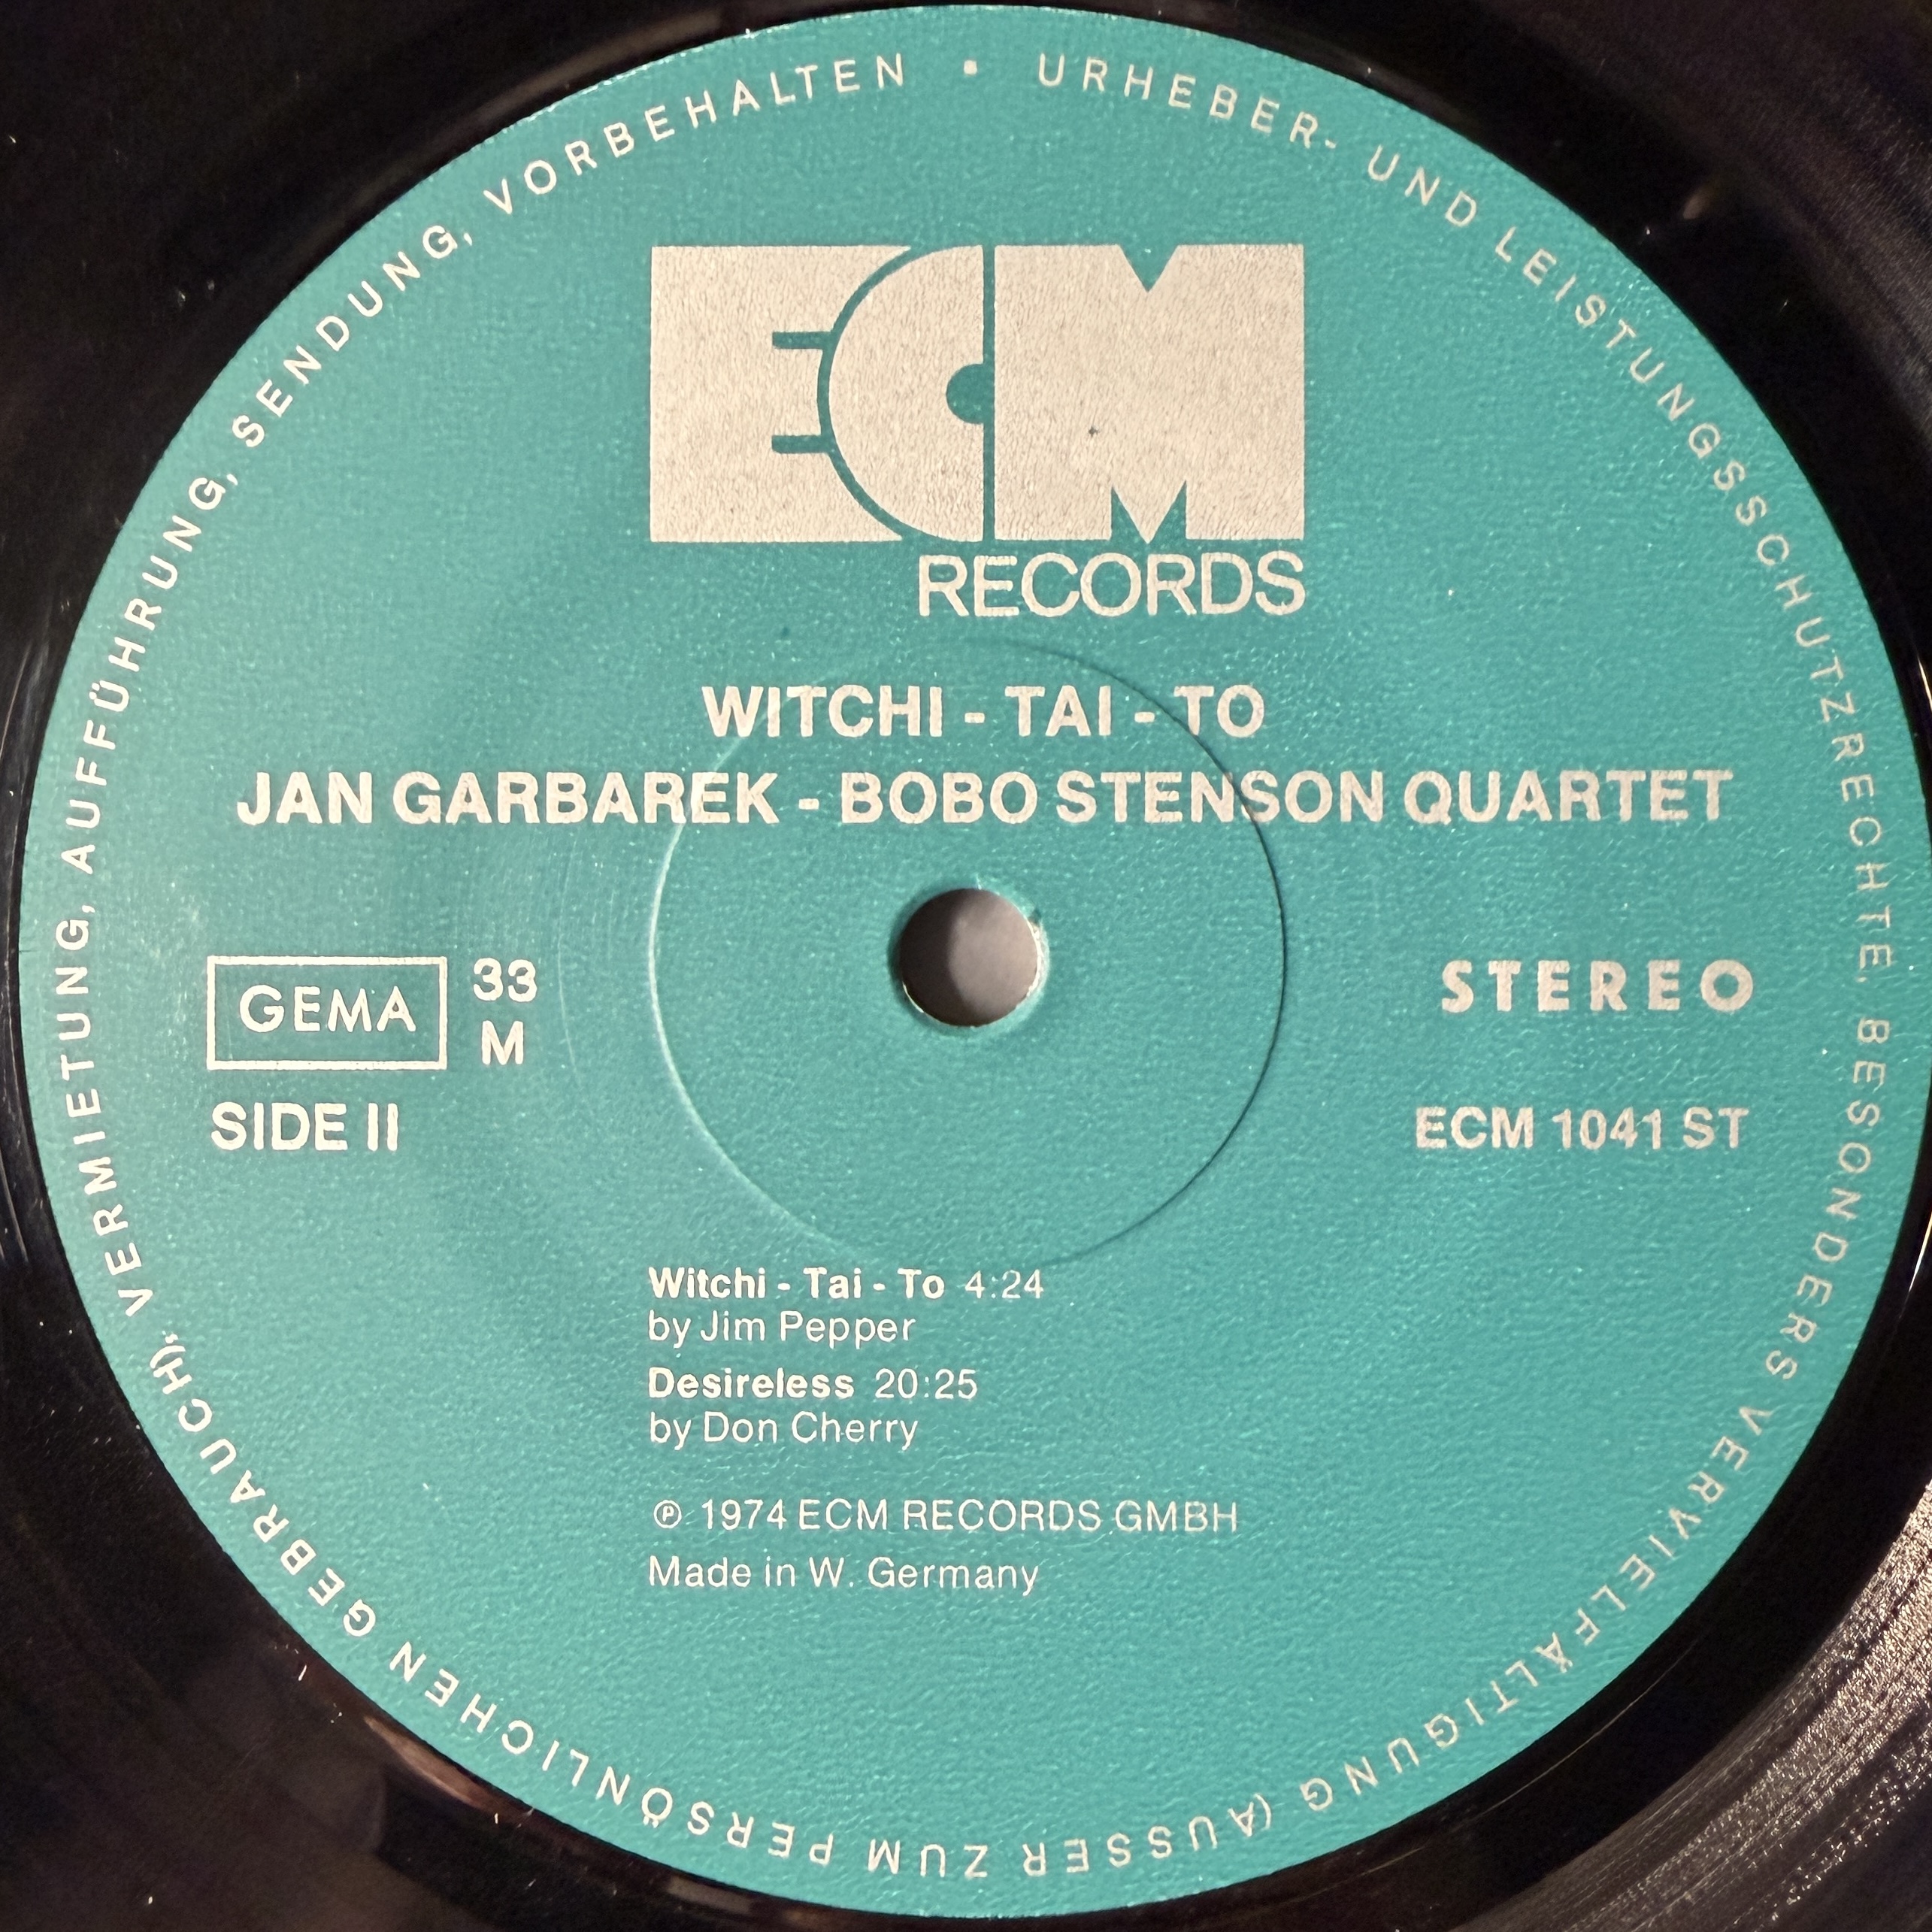 URHEBER- UND LEISTUNGSSCHUTZRECHTE, BESONDERS VERVIELFÄLTIGUNG (AUSSER ZUM PERSÖNLICHEN GEBRAUCH), VERMIETUNG, AUFFÜHRUNG, SENDUNG, VORBEHALTEN •
ECM
RECORDS
WITCHI - TAI - TO
JAN GARBAREK - BOBO STENSON QUARTET
GEMA 33 STEREO
M
SIDE II ECM 1041 ST
Witchi - Tai - To 4:24
by Jim Pepper
Desireless 20:25
by Don Cherry
℗ 1974 ECM RECORDS GMBH
Made in W. Germany